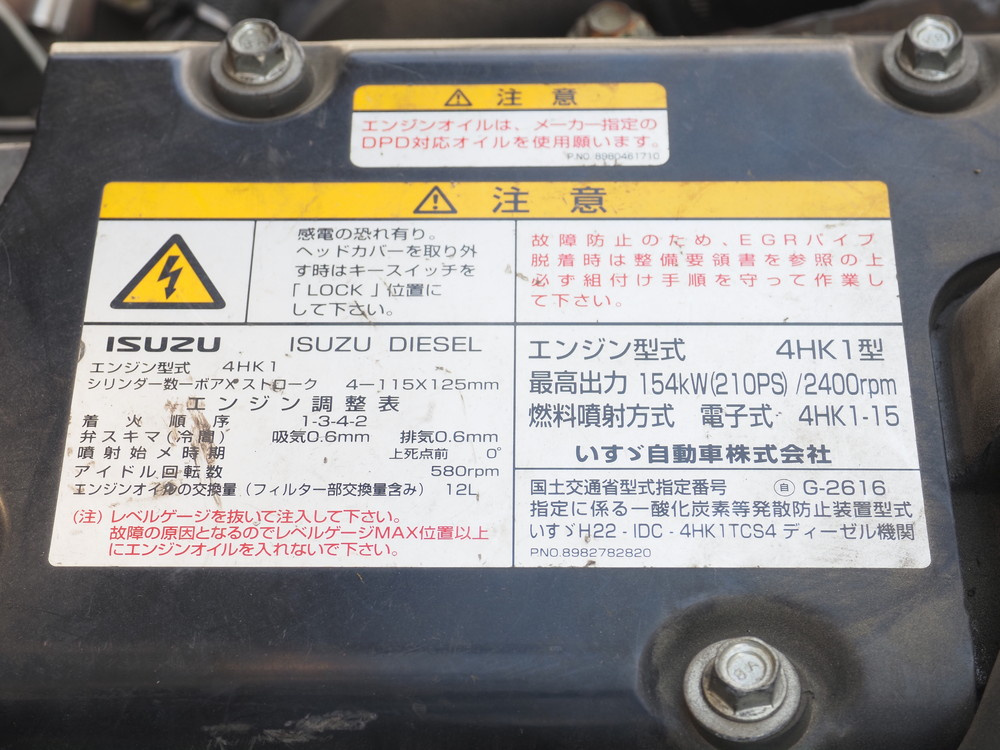 注意
エンジンオイルは、メーカー指定の
DPD対応オイルを使用願います。
P.NO. 8980461710
注意
感電の恐れ有り。
ヘッドカバーを取り外
す時はキースイッチを
「LOCK」位置に
して下さい。
故障防止のため、EGRパイプ
脱着時は整備要領書を参照の上
必ず組付け手順を守って作業し
て下さい。
ISUZU ISUZU DIESEL
エンジン型式 4HK1
シリンダー数ーボアXストローク 4ー115X125mm
エンジン調整表
着火順序 1-3-4-2
弁スキマ(冷間) 吸気0.6mm 排気0.6mm
噴射始メ時期 上死点前 0°
アイドル回転数 580rpm
エンジンオイルの交換量(フィルター部交換量含み) 12L
(注)レベルゲージを抜いて注入して下さい。
故障の原因となるのでレベルゲージMAX位置以上
にエンジンオイルを入れないで下さい。
エンジン型式 4HK1型
最高出力 154kW(210PS)/2400rpm
燃料噴射方式 電子式 4HK1-15
いすゞ自動車株式会社
国土交通省型式指定番号 ㊀自 G-2616
指定に係る一酸化炭素等発散防止装置型式
いすゞH22-IDC-4HK1TCS4 ディーゼル機関
PNO.8982782820